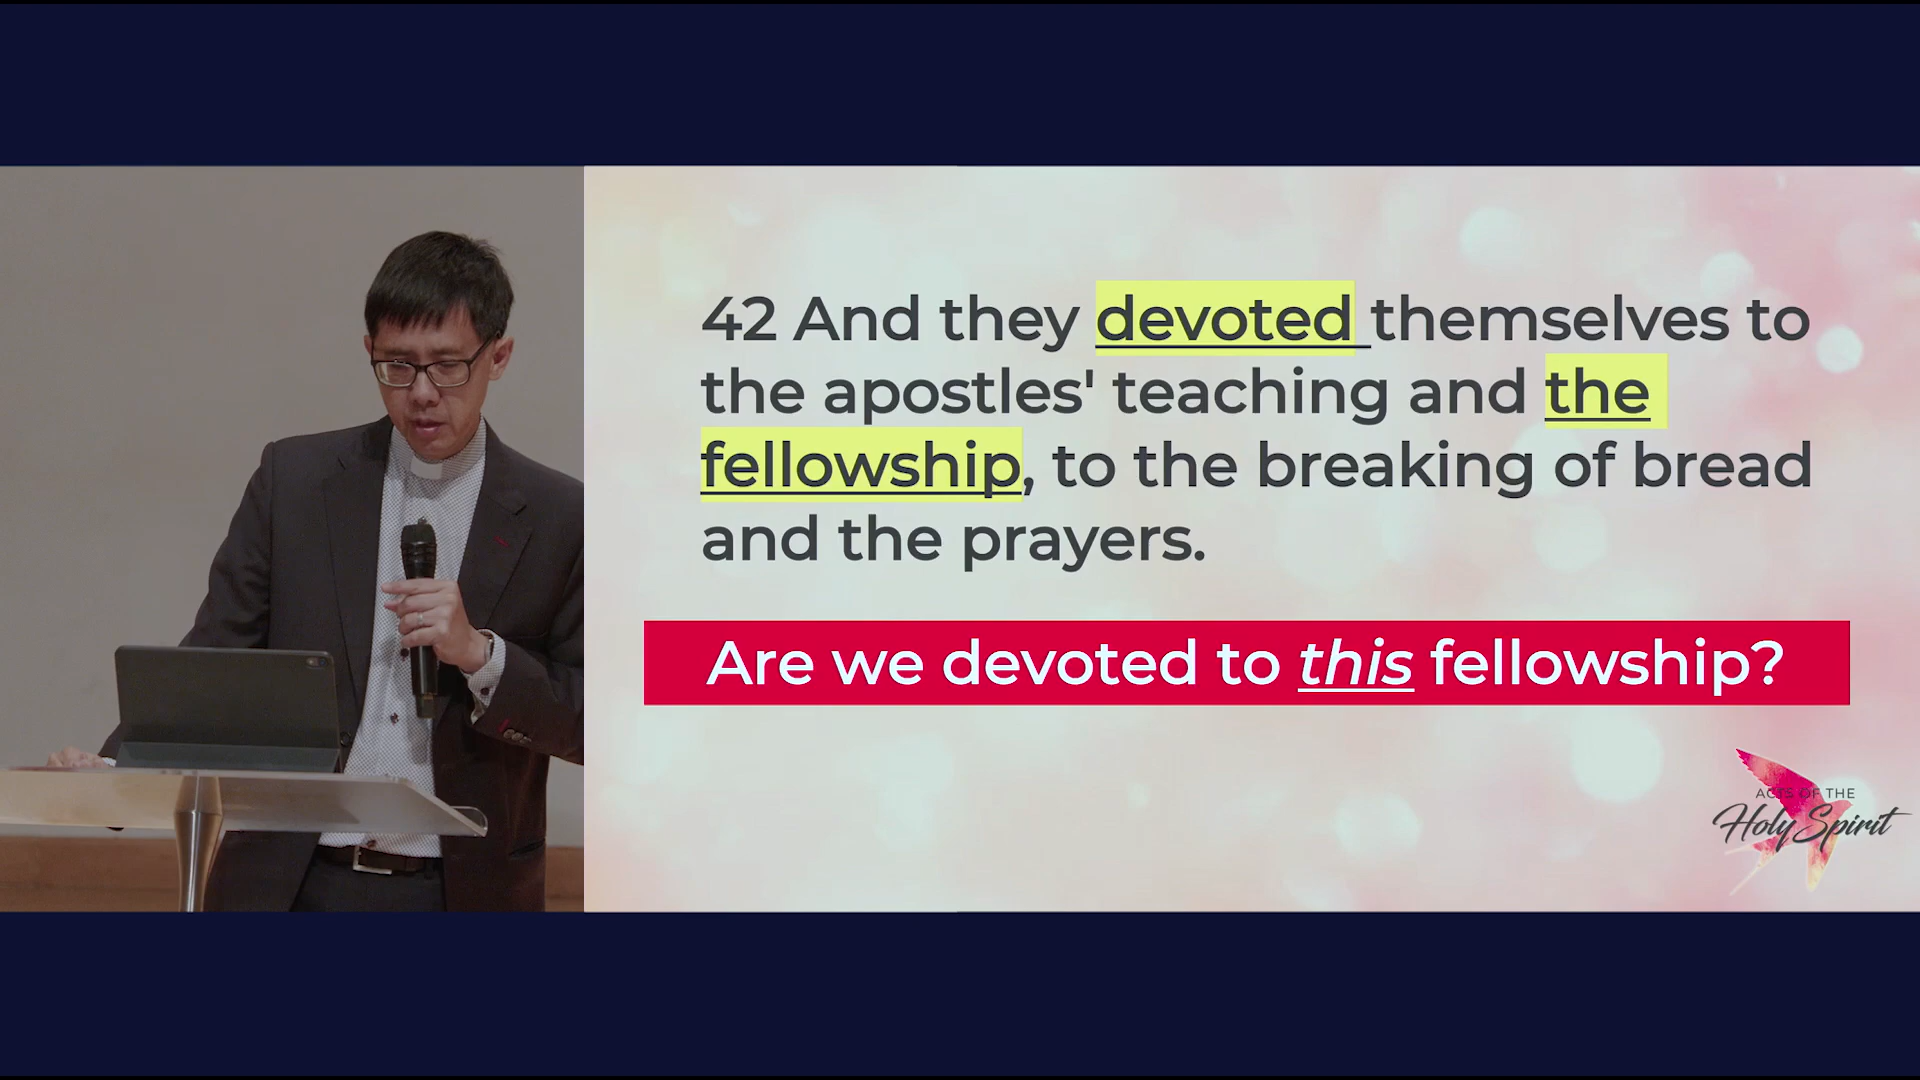 42 And they devoted themselves to
the apostles' teaching and the
fellowship, to the breaking of bread
and the prayers.
Are we devoted to this fellowship?
ACTS OF THE
Holy Spirit